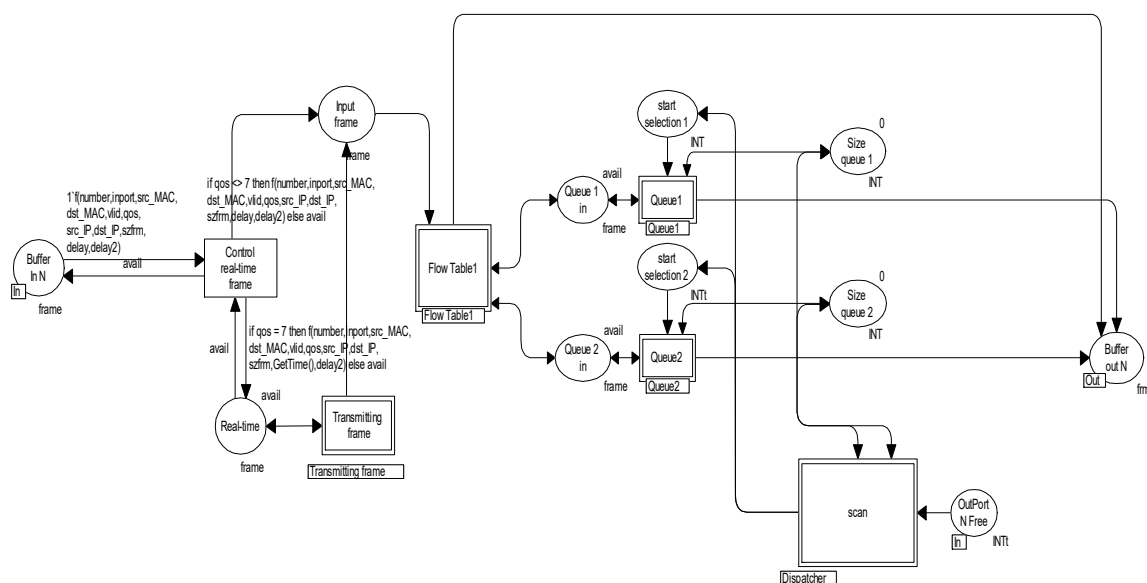 0
Input
frame
frame
start
selection 1
INT
Size
queue 1
INT
if qos <> 7 then f(number,inport,src_MAC,
dst_MAC,vlid,qos,src_IP,dst_IP,
szfrm,delay,delay2) else avail
1`f(number,inport,src_MAC,
dst_MAC,vlid,qos,
src_IP,dst_IP,szfrm,
delay,delay2)
avail
avail
Queue 1
in
frame
Queue1
Queue1
Buffer
In N
In
frame
Control
real-time
frame
Flow Table1
Flow Table1
start
selection 2
INTt
0
Size
queue 2
INT
avail
if qos = 7 then f(number,inport,src_MAC,
dst_MAC,vlid,qos,src_IP,dst_IP,
szfrm,GetTime(),delay2) else avail
avail
Queue 2
in
frame
Queue2
Queue2
Buffer
out N
Out
frm
avail
Real-time
frame
Transmitting
frame
Transmitting frame
scan
Dispatcher
OutPort
N Free
In
INTt